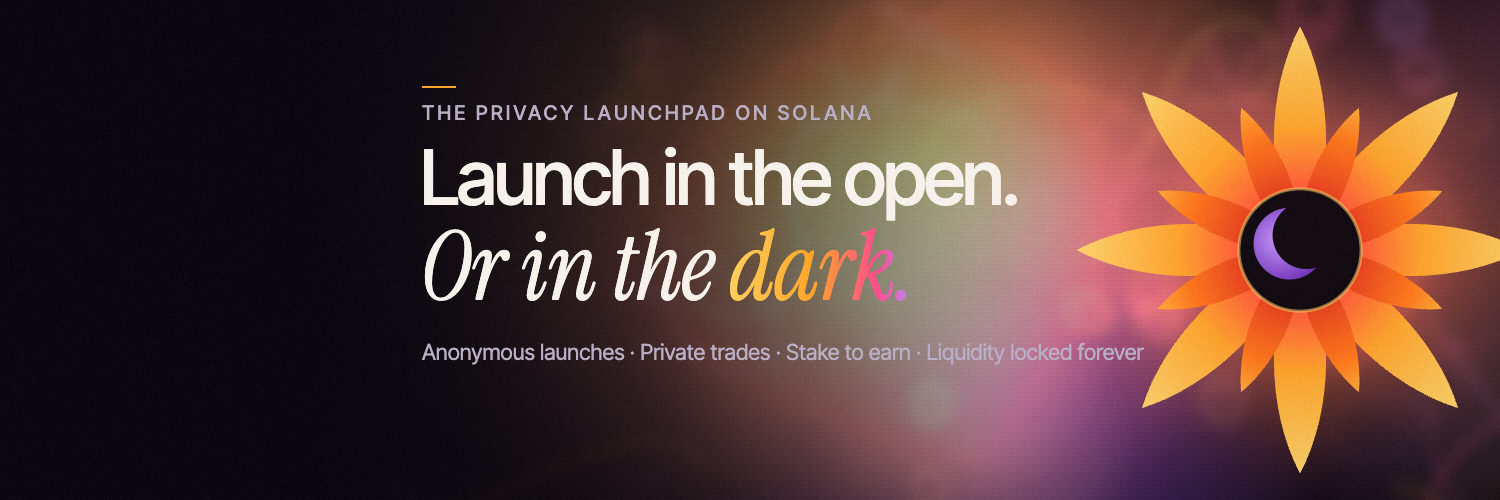 THE PRIVACY LAUNCHPAD ON SOLANA
Launch in the open.
Or in the dark.
Anonymous launches · Private trades · Stake to earn · Liquidity locked forever